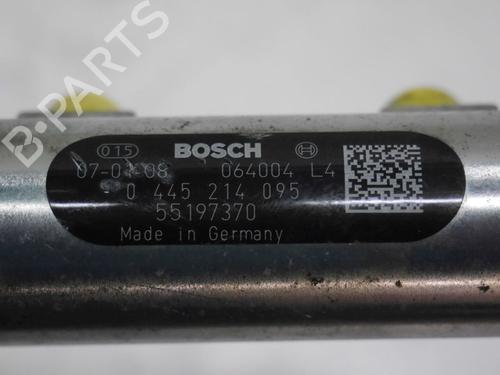 B-PARTS
015 BOSCH
07-01-08 064004 L4
0 445 214 095
55197370
Made in Germany